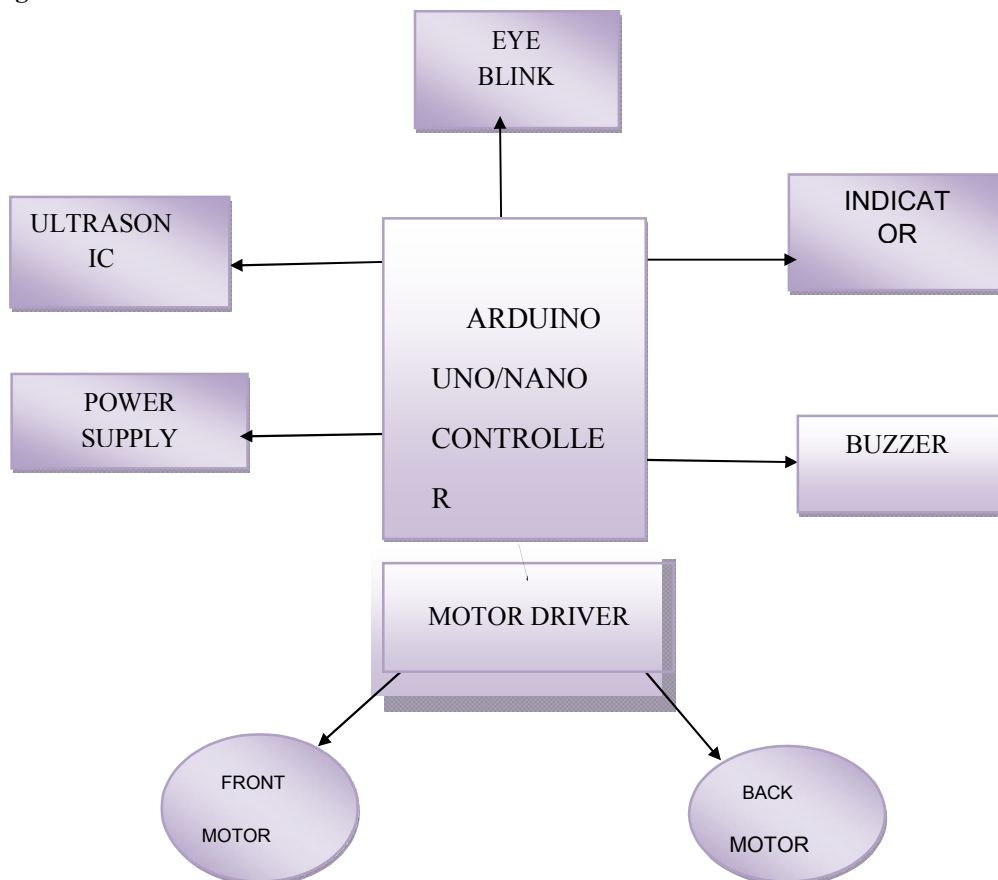 g
EYE
BLINK
ULTRASON
IC
INDICAT
OR
ARDUINO
UNO/NANO
CONTROLLE
R
POWER
SUPPLY
BUZZER
MOTOR DRIVER
FRONT
MOTOR
BACK
MOTOR